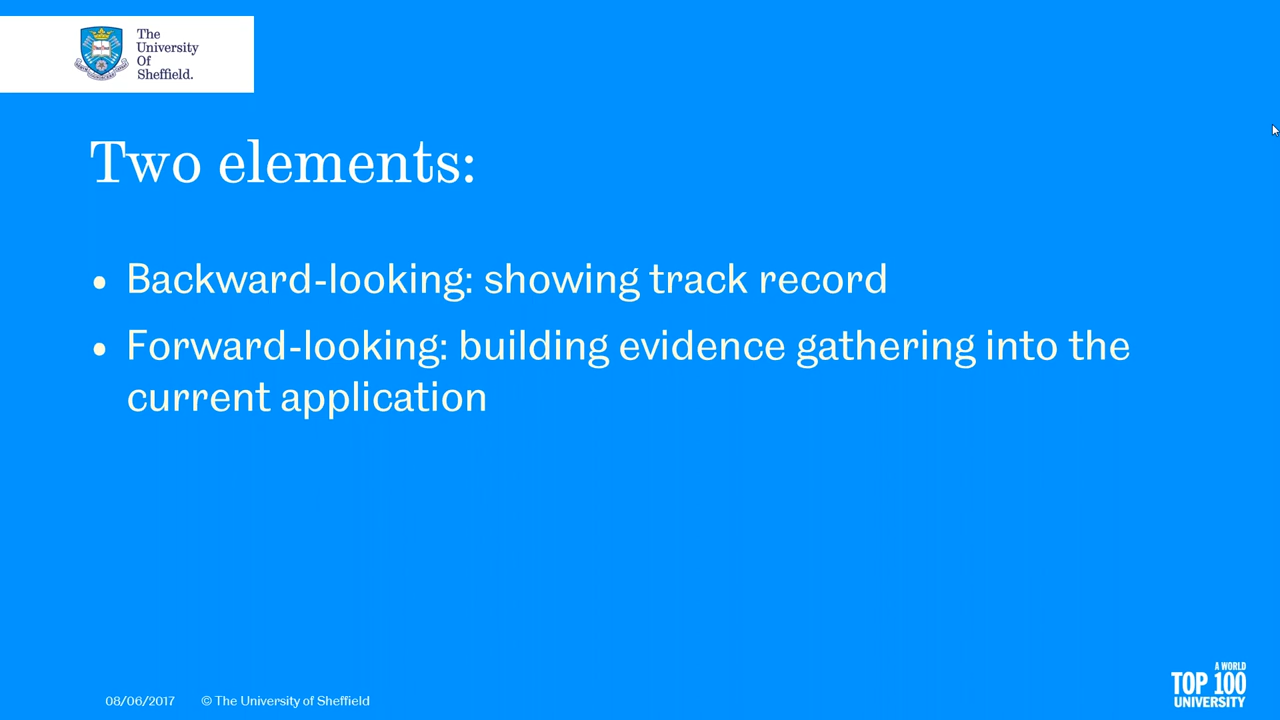 The
University
Of
Sheffield.
Two elements:
• Backward-looking: showing track record
• Forward-looking: building evidence gathering into the
current application
08/06/2017 © The University of Sheffield
A WORLD
TOP 100
UNIVERSITY